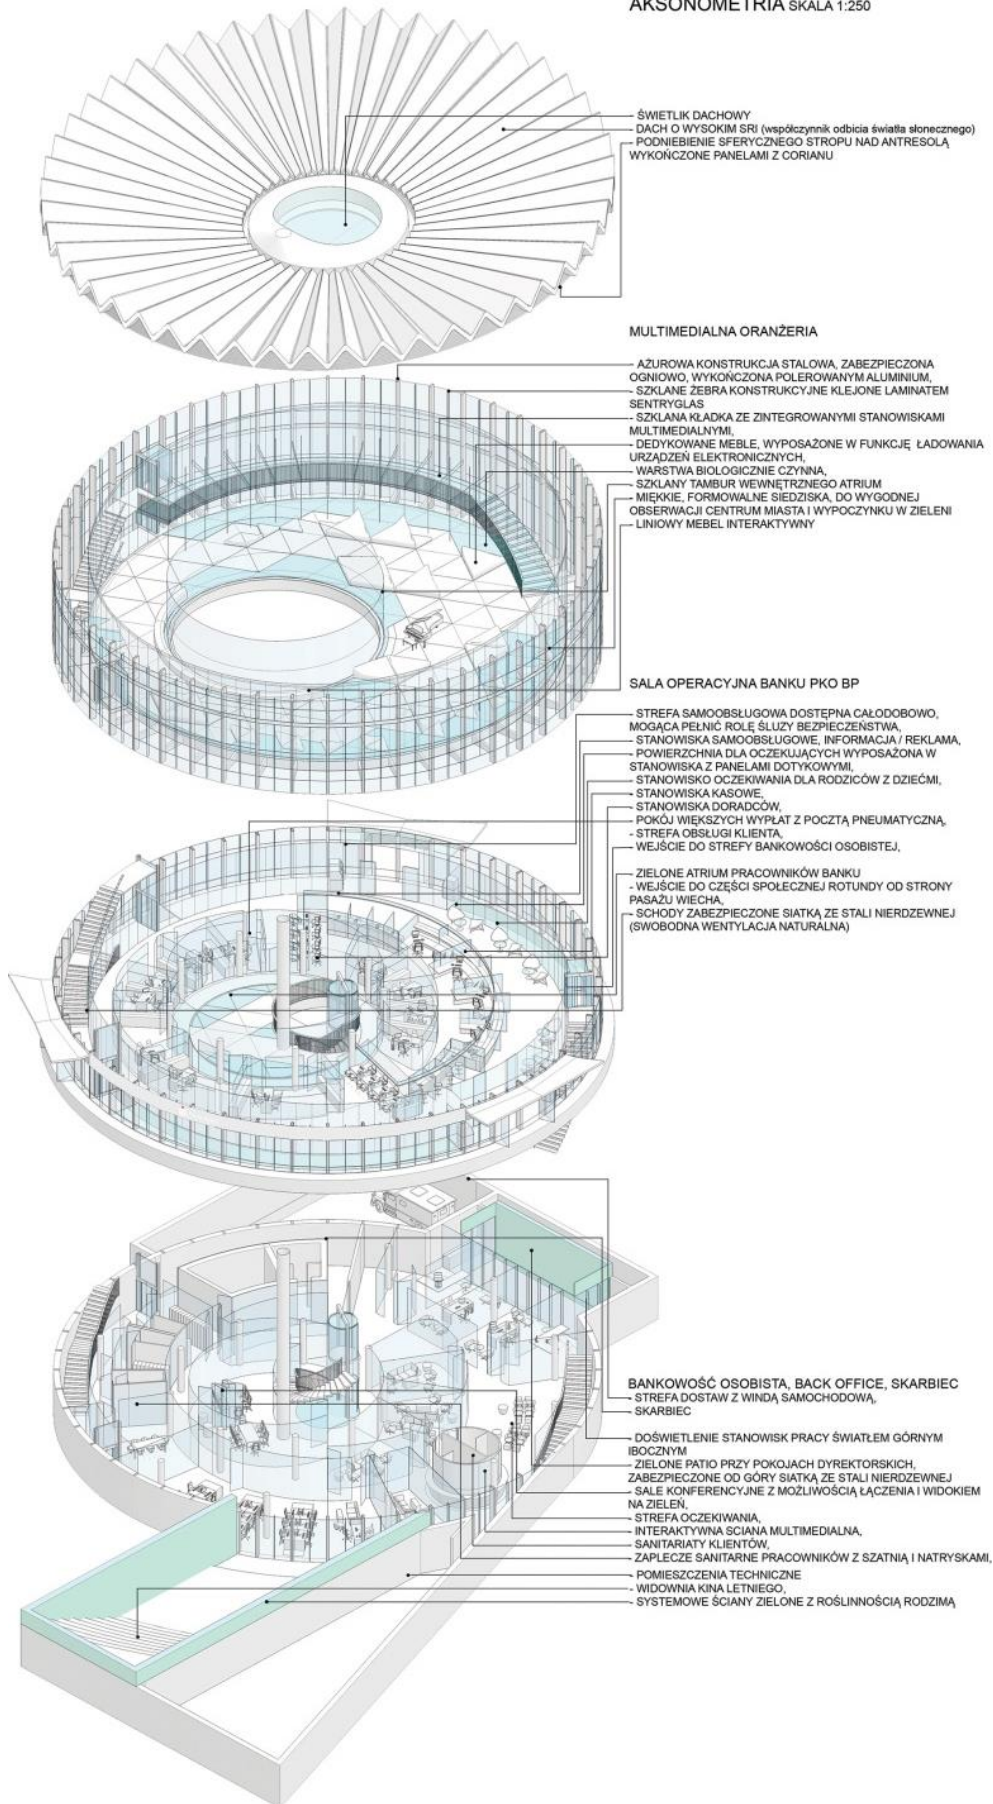 AKSONOMETRIA SKALA 1:250
- ŚWIETLIK DACHOWY
- DACH O WYSOKIM SRI (współczynnik odbicia światła słonecznego)
- PODNIEBIENIE SFERYCZNEGO STROPU NAD ANTRESOLĄ
WYKOŃCZONE PANELAMI Z CORIANU
MULTIMEDIALNA ORANŻERIA
- AŻUROWA KONSTRUKCJA STALOWA, ZABEZPIECZONA
OGNIOWO, WYKOŃCZONA POLEROWANYM ALUMINIUM,
- SZKLANE ŻEBRA KONSTRUKCYJNE KLEJONE LAMINATEM
SENTRYGLAS
- SZKLANA KŁADKA ZE ZINTEGROWANYMI STANOWISKAMI
MULTIMEDIALNYMI,
- DEDYKOWANE MEBLE, WYPOSAŻONE W FUNKCJĘ ŁADOWANIA
URZĄDZEŃ ELEKTRONICZNYCH,
- WARSTWA BIOLOGICZNIE CZYNNA,
- SZKLANY TAMBUR WEWNĘTRZNEGO ATRIUM
- MIĘKKIE, FORMOWALNE SIEDZISKA, DO WYGODNEJ
OBSERWACJI CENTRUM MIASTA I WYPOCZYNKU W ZIELENI
- LINIOWY MEBEL INTERAKTYWNY
SALA OPERACYJNA BANKU PKO BP
- STREFA SAMOOBSŁUGOWA DOSTĘPNA CAŁODOBOWO,
MOGĄCA PEŁNIĆ ROLĘ ŚLUZY BEZPIECZEŃSTWA,
- STANOWISKA SAMOOBSŁUGOWE, INFORMACJA / REKLAMA,
- POWIERZCHNIA DLA OCZEKUJĄCYCH WYPOSAŻONA W
STANOWISKA Z PANELAMI DOTYKOWYMI,
- STANOWISKO OCZEKIWANIA DLA RODZICÓW Z DZIEĆMI,
- STANOWISKA KASOWE,
- STANOWISKA DORADCÓW,
- POKÓJ WIĘKSZYCH WYPŁAT Z POCZTĄ PNEUMATYCZNĄ,
- STREFA OBSŁUGI KLIENTA,
- WEJŚCIE DO STREFY BANKOWOŚCI OSOBISTEJ,
- ZIELONE ATRIUM PRACOWNIKÓW BANKU
- WEJŚCIE DO CZĘŚCI SPOŁECZNEJ ROTUNDY OD STRONY
PASAŻU WIECHA,
- SCHODY ZABEZPIECZONE SIATKĄ ZE STALI NIERDZEWNEJ
(SWOBODNA WENTYLACJA NATURALNA)
BANKOWOŚĆ OSOBISTA, BACK OFFICE, SKARBIEC
- STREFA DOSTAW Z WINDĄ SAMOCHODOWĄ,
- SKARBIEC
- DOŚWIETLENIE STANOWISK PRACY ŚWIATŁEM GÓRNYM
IBOCZNYM
- ZIELONE PATIO PRZY POKOJACH DYREKTORSKICH,
ZABEZPIECZONE OD GÓRY SIATKĄ ZE STALI NIERDZEWNEJ
- SALE KONFERENCYJNE Z MOŻLIWOŚCIĄ ŁĄCZENIA I WIDOKIEM
NA ZIELEŃ,
- STREFA OCZEKIWANIA,
- INTERAKTYWNA SCIANA MULTIMEDIALNA,
- SANITARIATY KLIENTÓW,
- ZAPLECZE SANITARNE PRACOWNIKÓW Z SZATNIĄ I NATRYSKAMI,
- POMIESZCZENIA TECHNICZNE
- WIDOWNIA KINA LETNIEGO,
- SYSTEMOWE ŚCIANY ZIELONE Z ROŚLINNOŚCIĄ RODZIMĄ